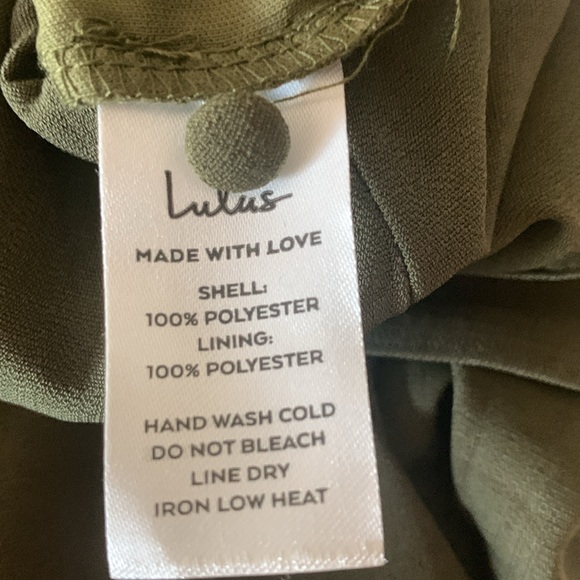 Lulus
MADE WITH LOVE
SHELL:
100% POLYESTER
LINING:
100% POLYESTER
HAND WASH COLD
DO NOT BLEACH
LINE DRY
IRON LOW HEAT